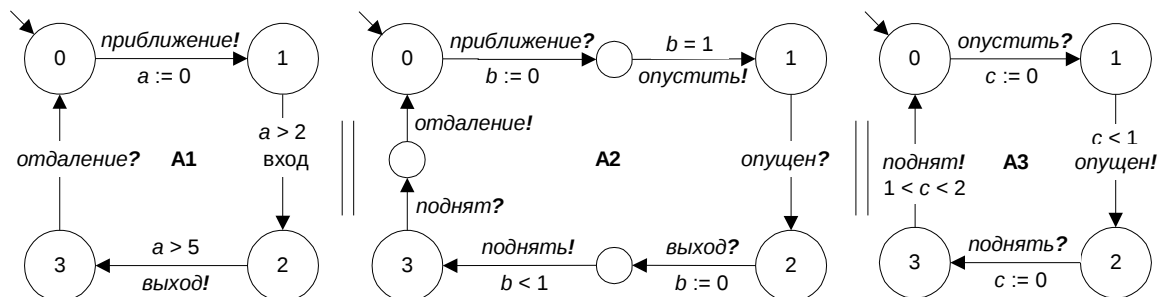 0
приближение!
a := 0
1
a > 2
вход
2
a > 5
выход!
3
отдаление?
A1
0
приближение?
b := 0
b = 1
опустить!
1
опущен?
2
выход?
b := 0
поднять!
b < 1
3
поднят?
отдаление!
A2
0
опустить?
c := 0
1
c < 1
опущен!
2
поднять?
c := 0
3
поднят!
1 < c < 2
A3